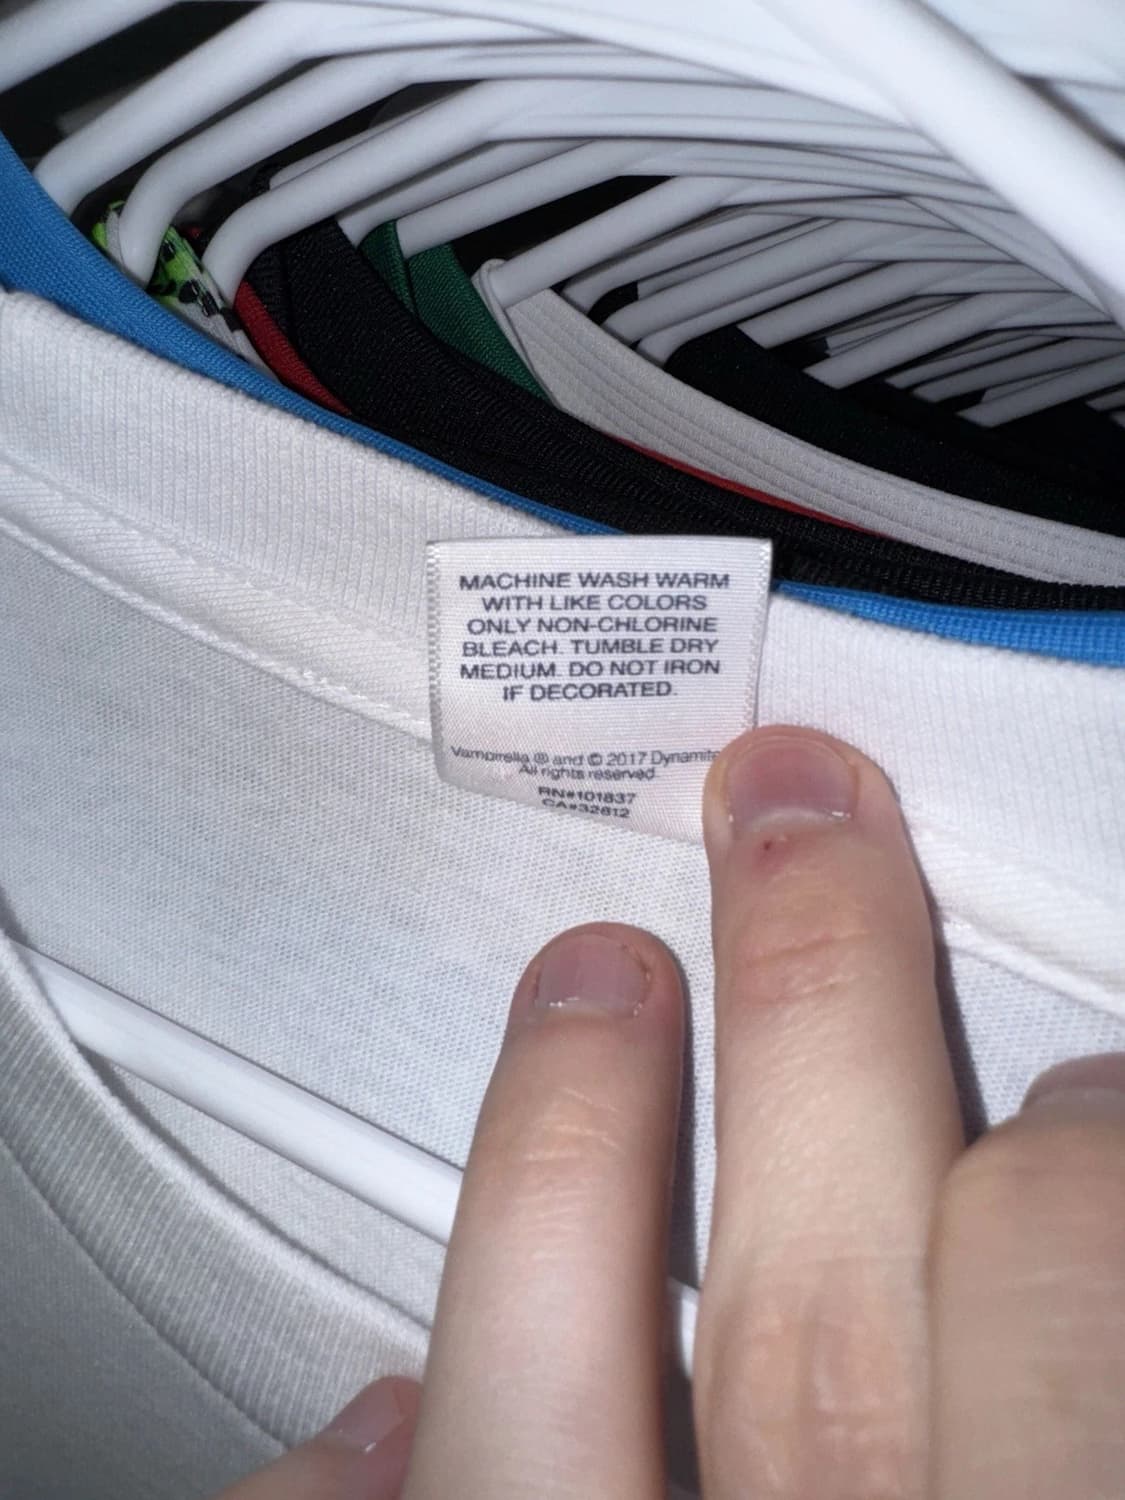 MACHINE WASH WARM
WITH LIKE COLORS
ONLY NON-CHLORINE
BLEACH. TUMBLE DRY
MEDIUM. DO NOT IRON
IF DECORATED.
Vampirella ® and © 2017 Dynamite
All rights reserved.
RN#101837
CA#32612